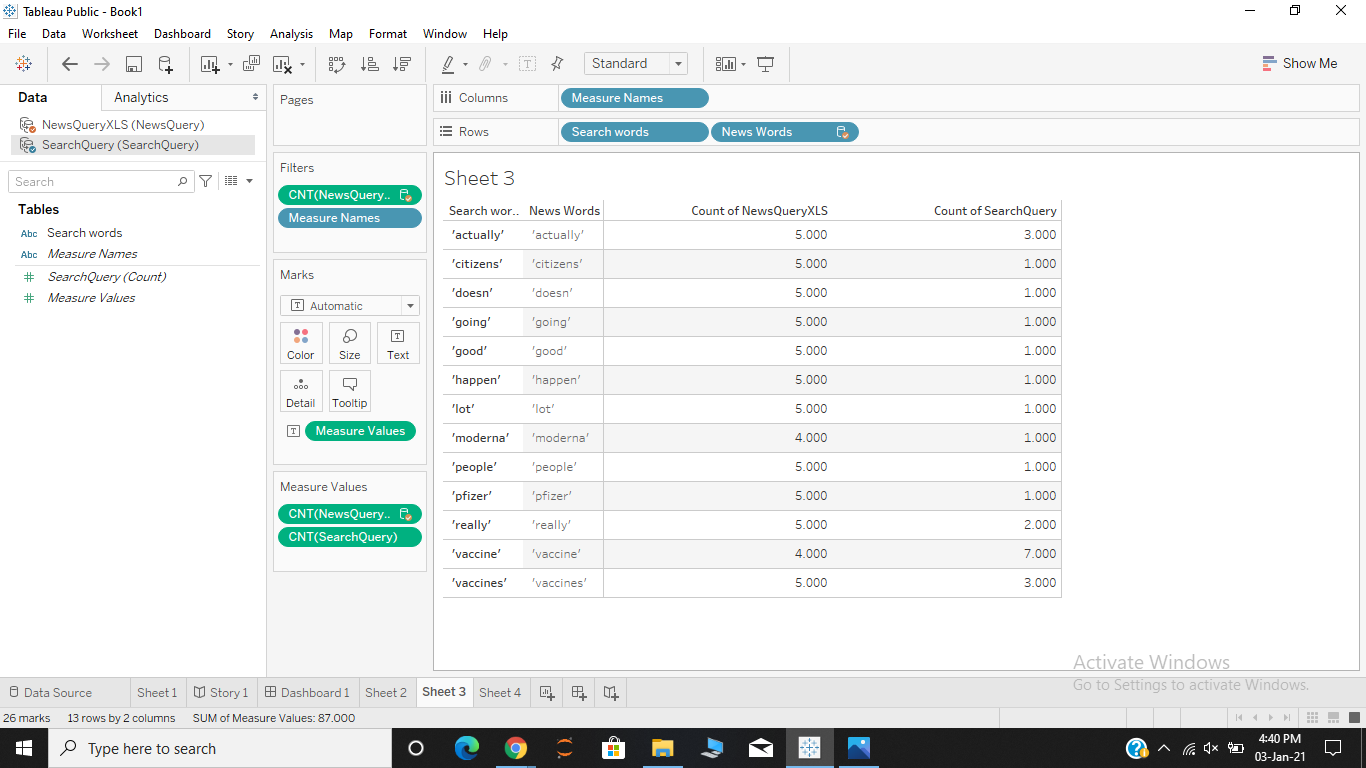 Tableau Public - Book1
File Data Worksheet Dashboard Story Analysis Map Format Window Help
Standard
Show Me
Data Analytics
NewsQueryXLS (NewsQuery)
SearchQuery (SearchQuery)
Search
Tables
Abc Search words
Abc Measure Names
# SearchQuery (Count)
# Measure Values
Pages
Filters
CNT(NewsQuery..
Measure Names
Marks
T Automatic
Color Size Text
Detail Tooltip
T Measure Values
Measure Values
CNT(NewsQuery..
CNT(SearchQuery)
Columns Measure Names
Rows Search words News Words
Sheet 3
Search wor.. News Words Count of NewsQueryXLS Count of SearchQuery
'actually' 'actually' 5.000 3.000
'citizens' 'citizens' 5.000 1.000
'doesn' 'doesn' 5.000 1.000
'going' 'going' 5.000 1.000
'good' 'good' 5.000 1.000
'happen' 'happen' 5.000 1.000
'lot' 'lot' 5.000 1.000
'moderna' 'moderna' 4.000 1.000
'people' 'people' 5.000 1.000
'pfizer' 'pfizer' 5.000 1.000
'really' 'really' 5.000 2.000
'vaccine' 'vaccine' 4.000 7.000
'vaccines' 'vaccines' 5.000 3.000
Activate Windows
Go to Settings to activate Windows.
Data Source Sheet 1 Story 1 Dashboard 1 Sheet 2 Sheet 3 Sheet 4
26 marks 13 rows by 2 columns SUM of Measure Values: 87.000
Type here to search
4:40 PM
03-Jan-21